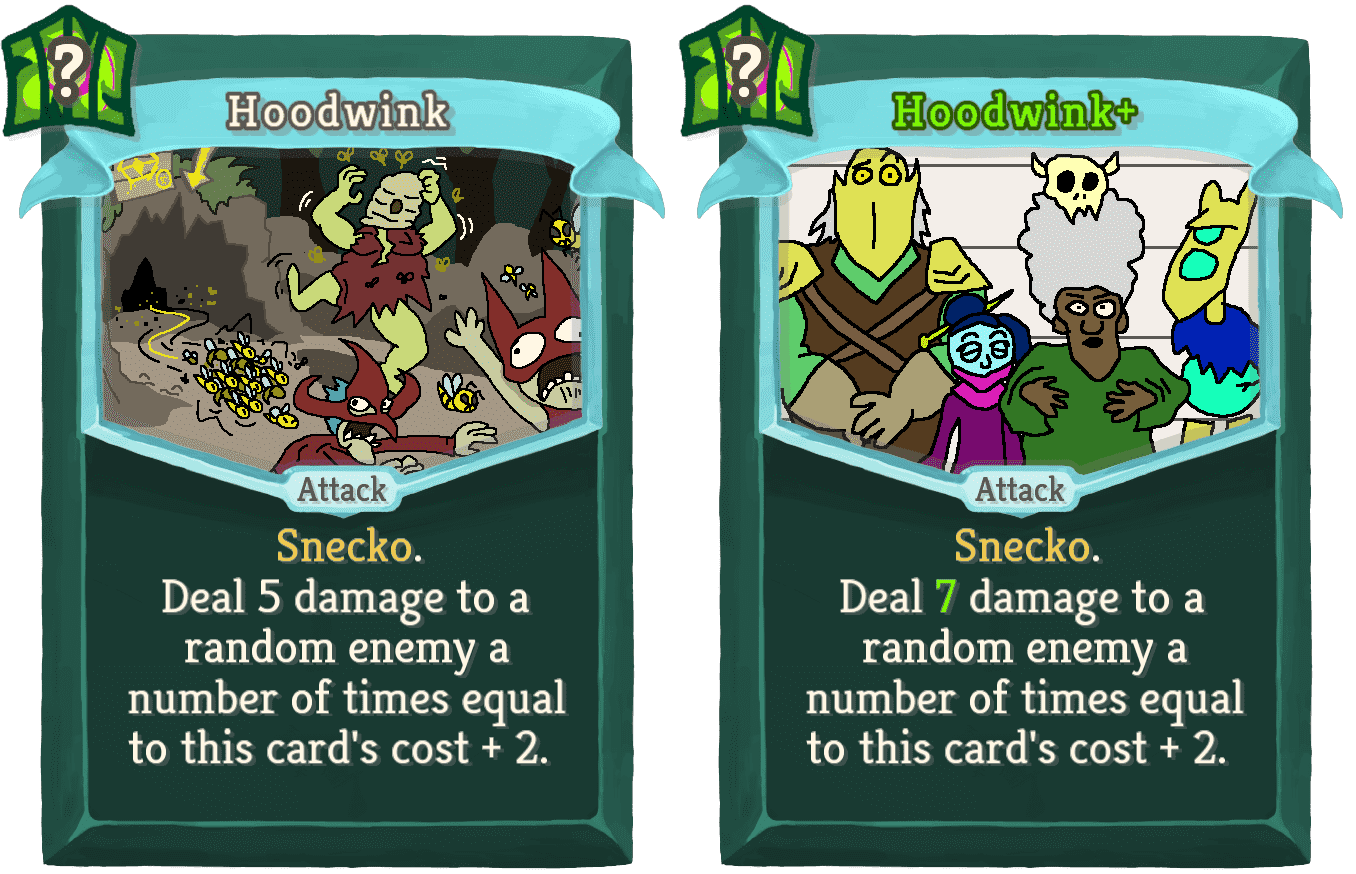 ?
Hoodwink
Attack
Snecko.
Deal 5 damage to a
random enemy a
number of times equal
to this card's cost + 2.
?
Hoodwink+
Attack
Snecko.
Deal 7 damage to a
random enemy a
number of times equal
to this card's cost + 2.